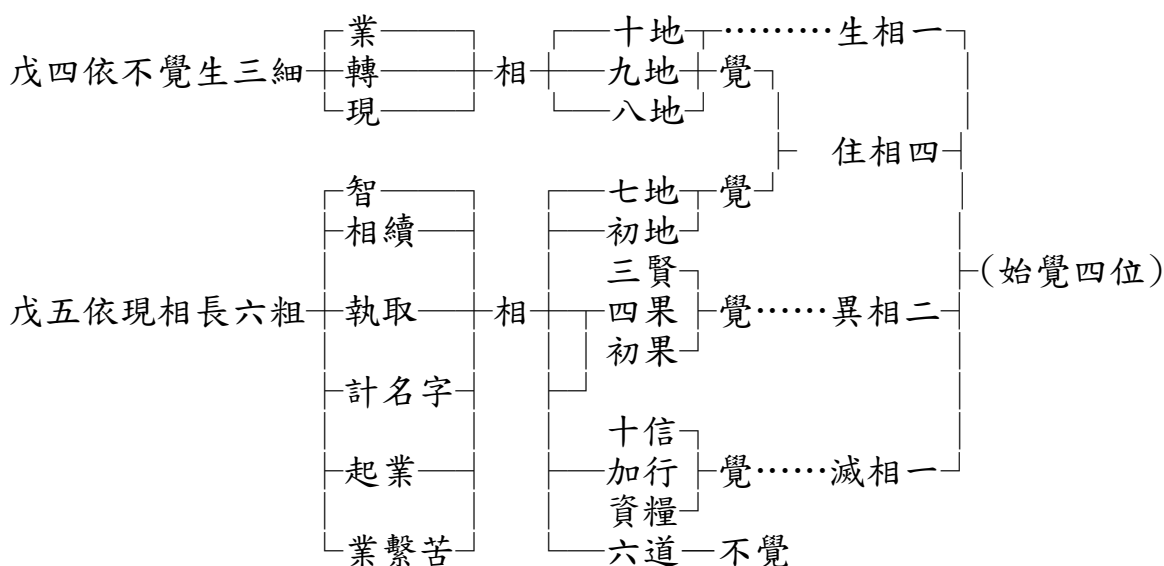 業 十地 ……… 生相一
戊四依不覺生三細 轉 相 九地 覺
現 八地
住相四
智 七地 覺
相續 初地
三賢 (始覺四位)
戊五依現相長六粗 執取 相 四果 覺……異相二
初果
計名字
十信
起業 加行 覺……滅相一
資糧
業繫苦 六道 不覺